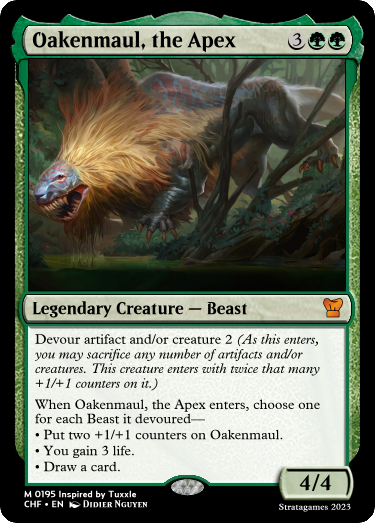 Oakenmaul, the Apex 3
Legendary Creature — Beast
Devour artifact and/or creature 2 (As this enters,
you may sacrifice any number of artifacts and/or
creatures. This creature enters with twice that many
+1/+1 counters on it.)
When Oakenmaul, the Apex enters, choose one
for each Beast it devoured—
• Put two +1/+1 counters on Oakenmaul.
• You gain 3 life.
• Draw a card.
4/4
M 0195 Inspired by Tuxxle
CHF • EN Didier Nguyen
Stratagames 2023